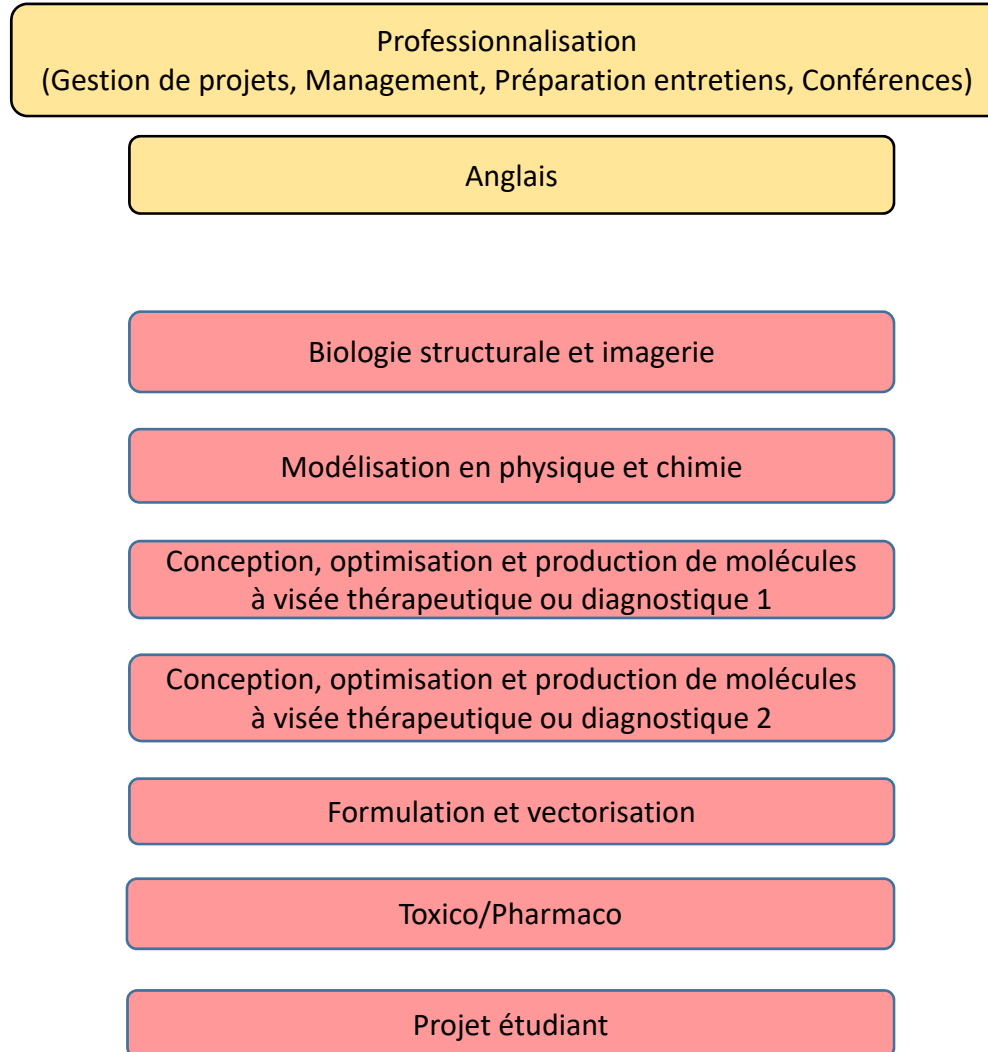 Professionnalisation
(Gestion de projets, Management, Préparation entretiens, Conférences)
Anglais
Biologie structurale et imagerie
Modélisation en physique et chimie
Conception, optimisation et production de molécules
à visée thérapeutique ou diagnostique 1
Conception, optimisation et production de molécules
à visée thérapeutique ou diagnostique 2
Formulation et vectorisation
Toxico/Pharmaco
Projet étudiant